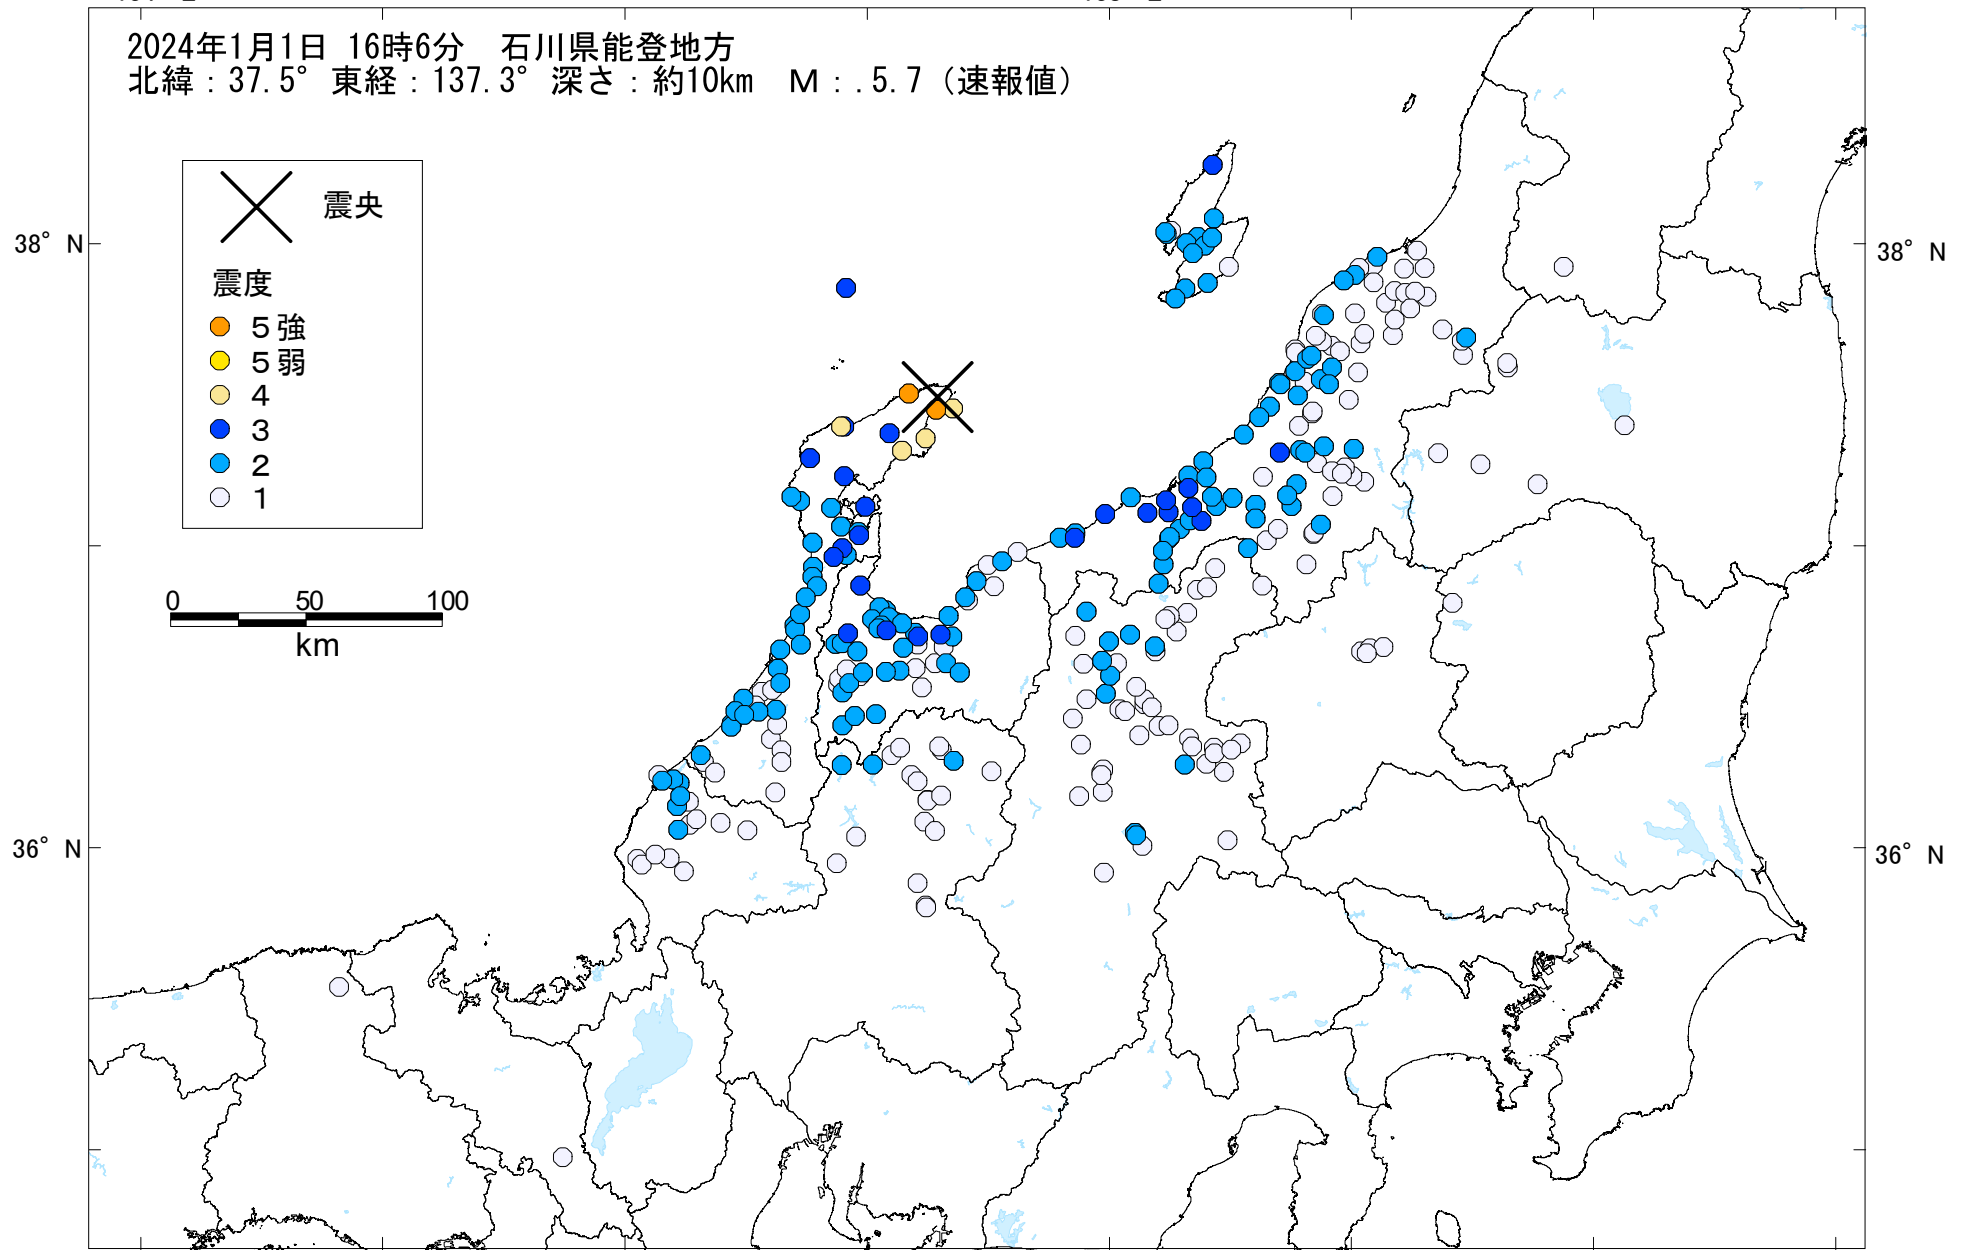 2024年1月1日 16時6分 石川県能登地方
北緯：37.5° 東経：137.3° 深さ：約10km M：.5.7（速報値）
震央
38° N
38° N
震度
５強
５弱
４
３
２
１
0 50 100
km
36° N
36° N